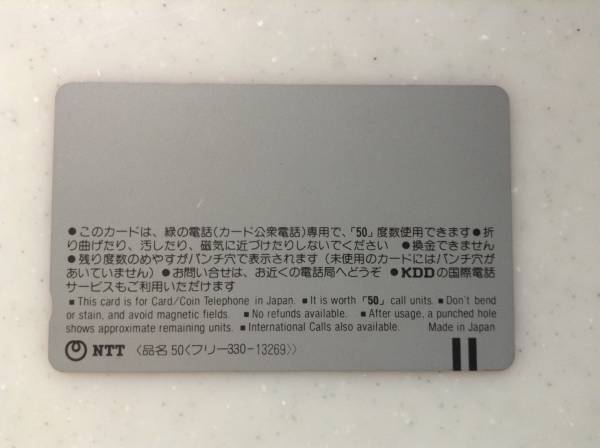 ● このカードは、緑の電話(カード公衆電話)専用で、「50」度数使用できます ● 折
り曲げたり、汚したり、磁気に近づけたりしないでください ● 換金できません
● 残り度数のめやすがパンチ穴で表示されます (未使用のカードにはパンチ穴が
あいていません) ● お問い合せは、お近くの電話局へどうぞ ● KDDの国際電話
サービスもご利用いただけます
■ This card is for Card/Coin Telephone in Japan. ■ It is worth「50」call units. ■ Don't bend
or stain, and avoid magnetic fields. ■ No refunds available. ■ After usage, a punched hole
shows approximate remaining units. ■ International Calls also available. Made in Japan
NTT 〈品名 50〈フリー330-13269〉〉